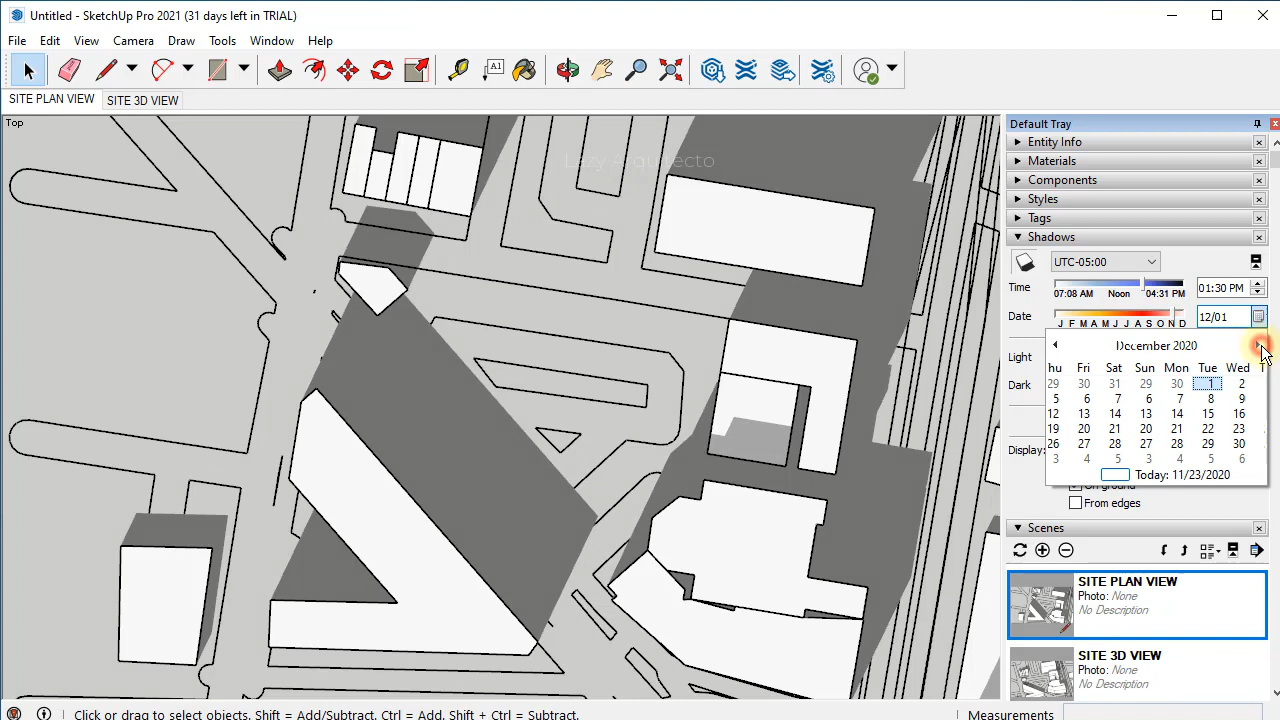 Untitled - SketchUp Pro 2021 (31 days left in TRIAL)
File Edit View Camera Draw Tools Window Help
A1
SITE PLAN VIEW SITE 3D VIEW
Top
Lazy Arquitecto
Default Tray
Entity Info
Materials
Components
Styles
Tags
Shadows
UTC-05:00
Time 07:08 AM Noon 04:31 PM 01:30 PM
Date J F M A M J J A S O N D 12/01
Light
Dark
Display:
December 2020
hu Fri Sat Sun Mon Tue Wed T
29 30 31 29 30 1 2
5 6 7 6 7 8 9
12 13 14 13 14 15 16
19 20 21 20 21 22 23
26 27 28 27 28 29 30
3 4 5 3 4 5 6
Today: 11/23/2020
On ground
From edges
Scenes
SITE PLAN VIEW
Photo: None
No Description
SITE 3D VIEW
Photo: None
No Description
Click or drag to select objects. Shift = Add/Subtract. Ctrl = Add. Shift + Ctrl = Subtract. Measurements